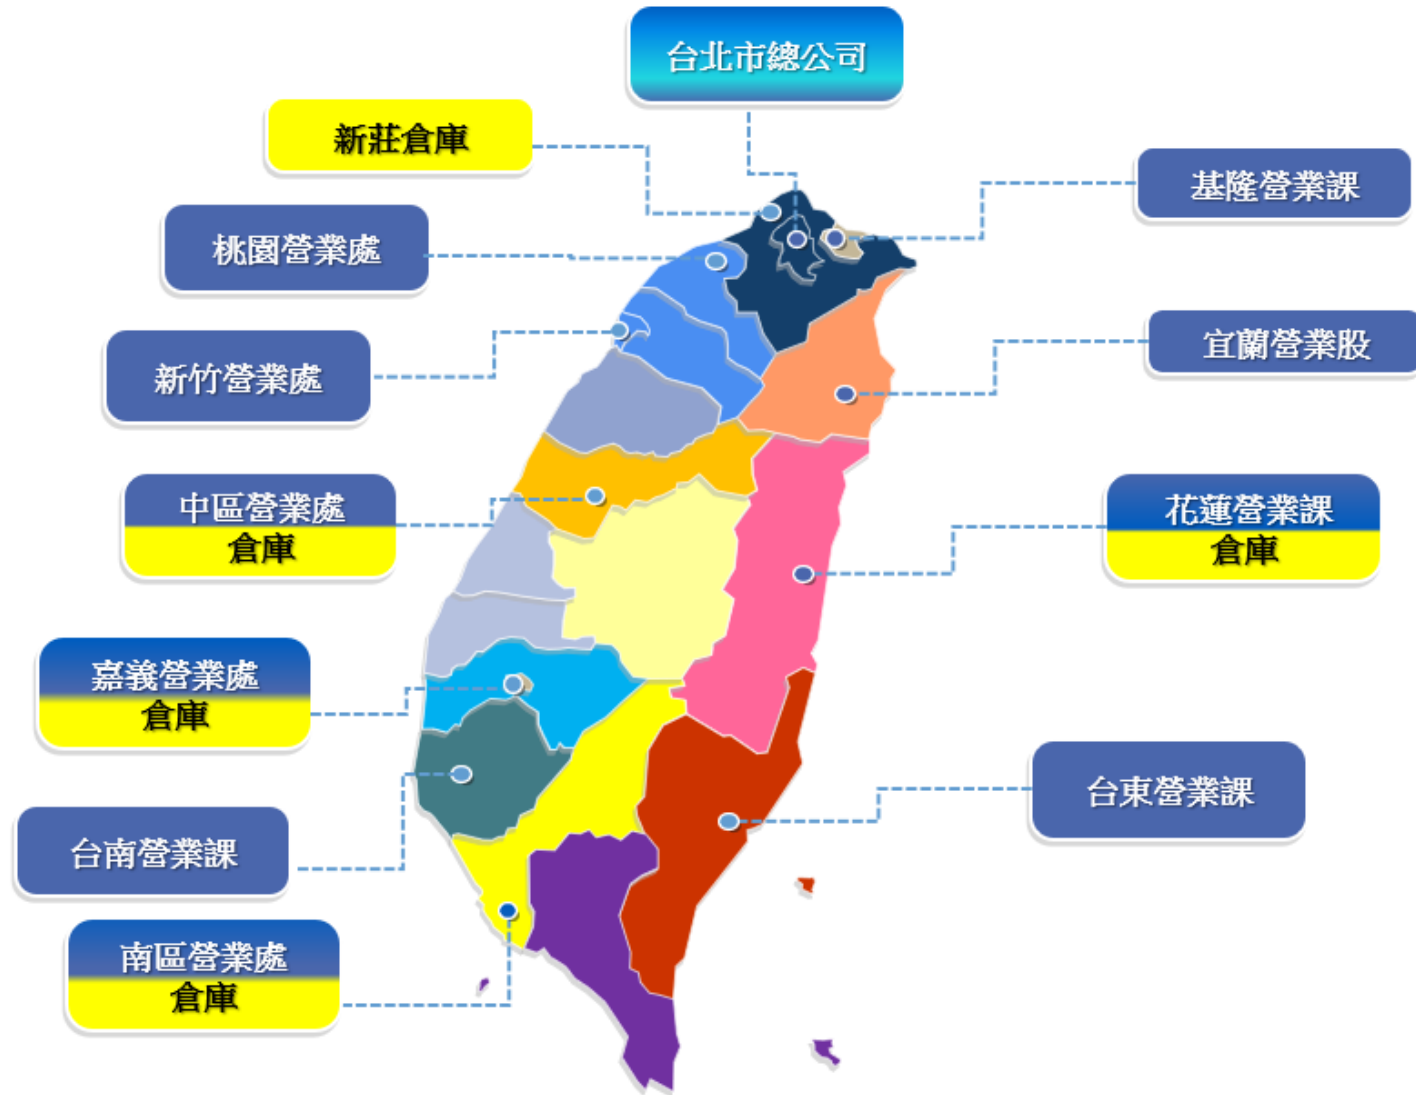 台北市總公司
新莊倉庫
基隆營業課
桃園營業處
宜蘭營業股
新竹營業處
中區營業處
倉庫
花蓮營業課
倉庫
嘉義營業處
倉庫
台東營業課
台南營業課
南區營業處
倉庫